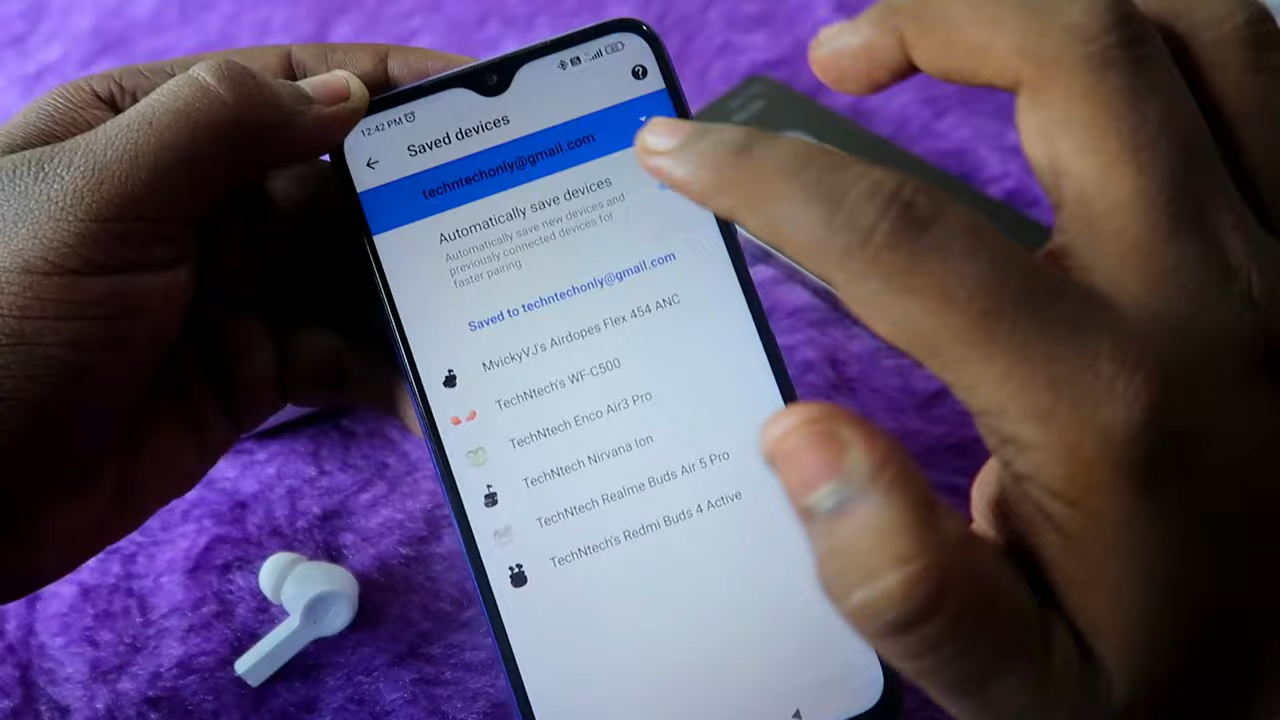 12:42 PM
Saved devices
techntechonly@gmail.com
Automatically save devices
Automatically save new devices and
previously connected devices for
faster pairing
Saved to techntechonly@gmail.com
MvickyVJ's Airdopes Flex 454 ANC
TechNtech's WF-C500
TechNtech Enco Air3 Pro
TechNtech Nirvana Ion
TechNtech Realme Buds Air 5 Pro
TechNtech's Redmi Buds 4 Active